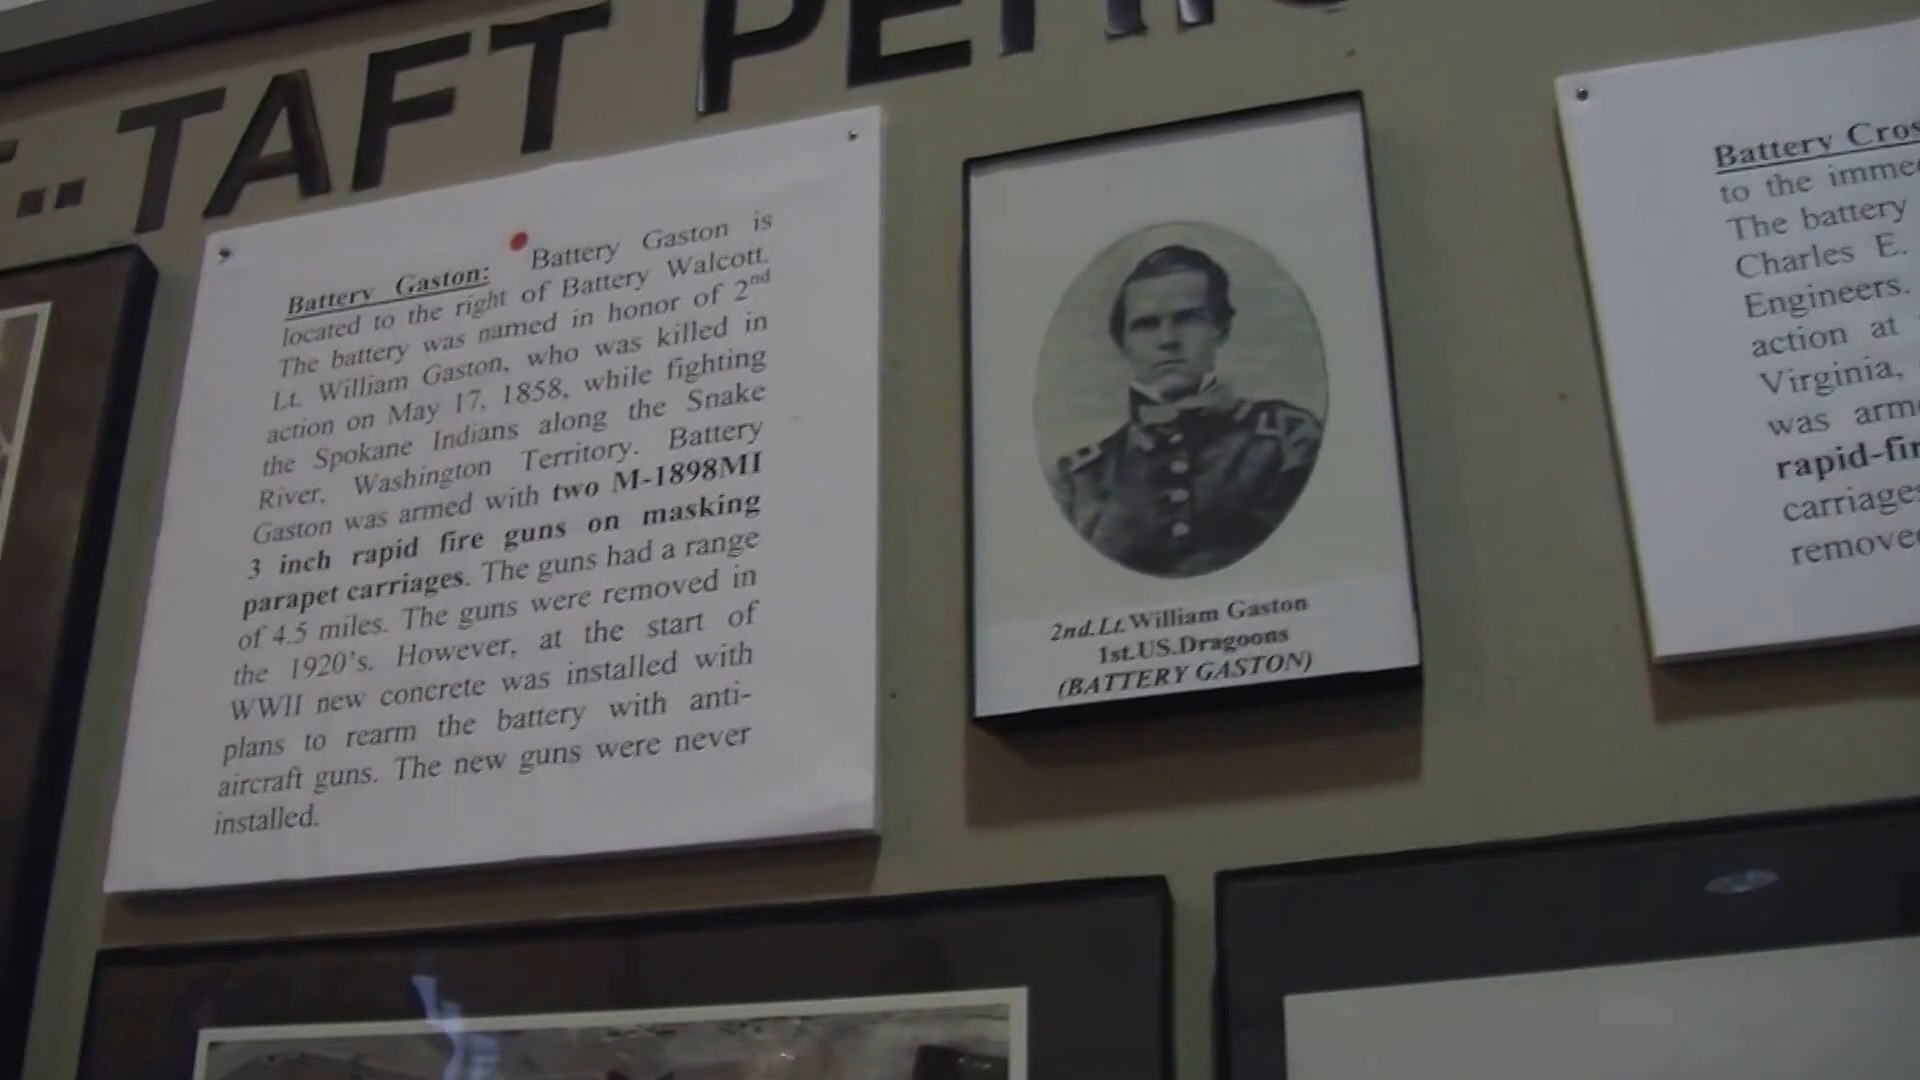 TAFT
Battery Gaston: Battery Gaston is
located to the right of Battery Walcott.
The battery was named in honor of 2nd
Lt. William Gaston, who was killed in
action on May 17, 1858, while fighting
the Spokane Indians along the Snake
River, Washington Territory. Battery
Gaston was armed with two M-1898MI
3 inch rapid fire guns on masking
parapet carriages. The guns had a range
of 4.5 miles. The guns were removed in
the 1920's. However, at the start of
WWII new concrete was installed with
plans to rearm the battery with anti-
aircraft guns. The new guns were never
installed.
2nd.Lt.William Gaston
1st.US.Dragoons
(BATTERY GASTON)
Battery Cros
to the imme
The battery
Charles E.
Engineers.
action at
Virginia,
was arme
rapid-fir
carriages
remove